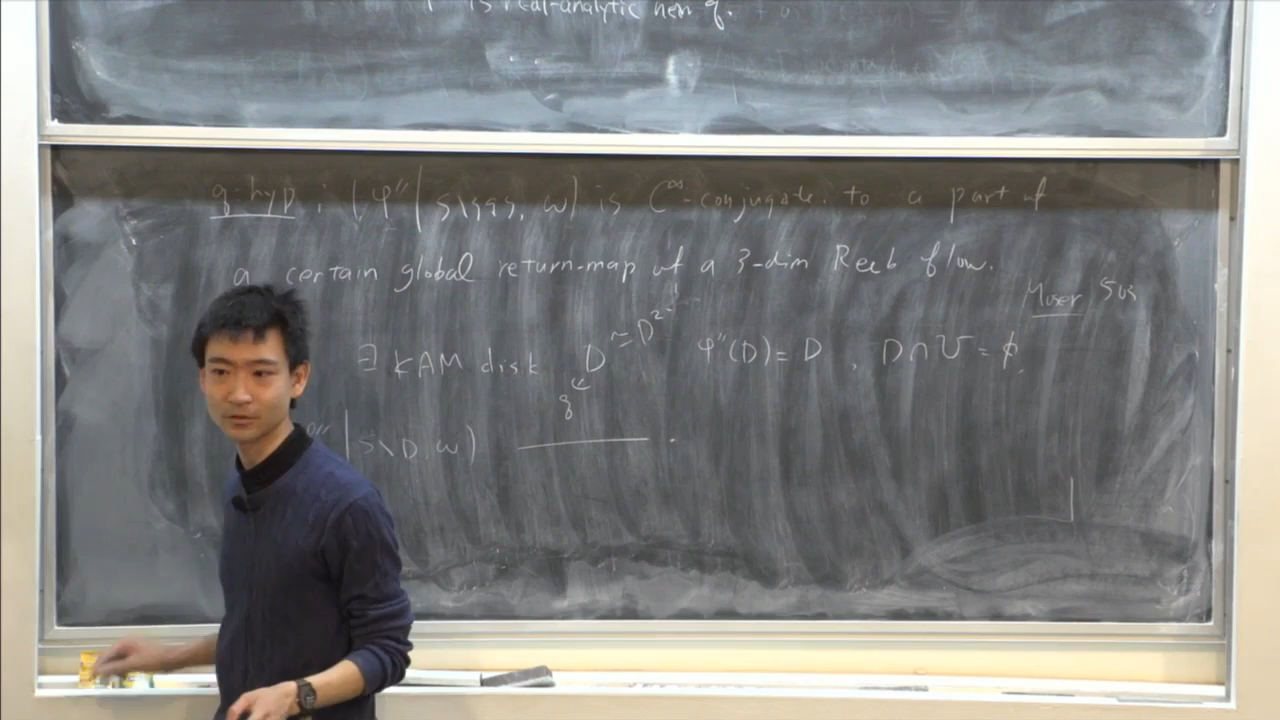 is real-analytic near q.
q: hyp : (φ''|S\{q}, ω) is C^∞-conjugate to a part of
a certain global return-map of a 3-dim Reeb flow.
Moser 50s
∃ KAM disk D ≃ D² φ''(D) = D , D ∩ U = φ.
q
|S\D, ω) ———— .